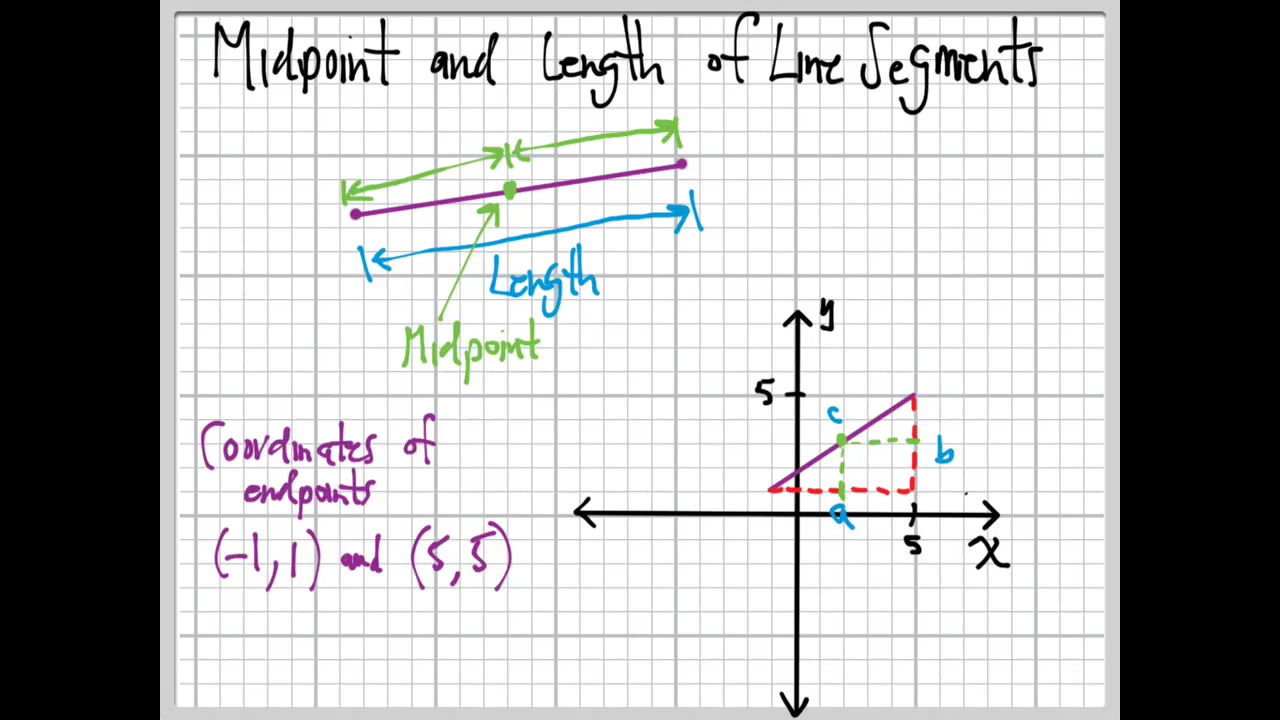 Midpoint and Length of Line Segments
Length
Midpoint
y
5
c
b
a
5
x
Coordinates of
endpoints
(-1, 1) and (5, 5)